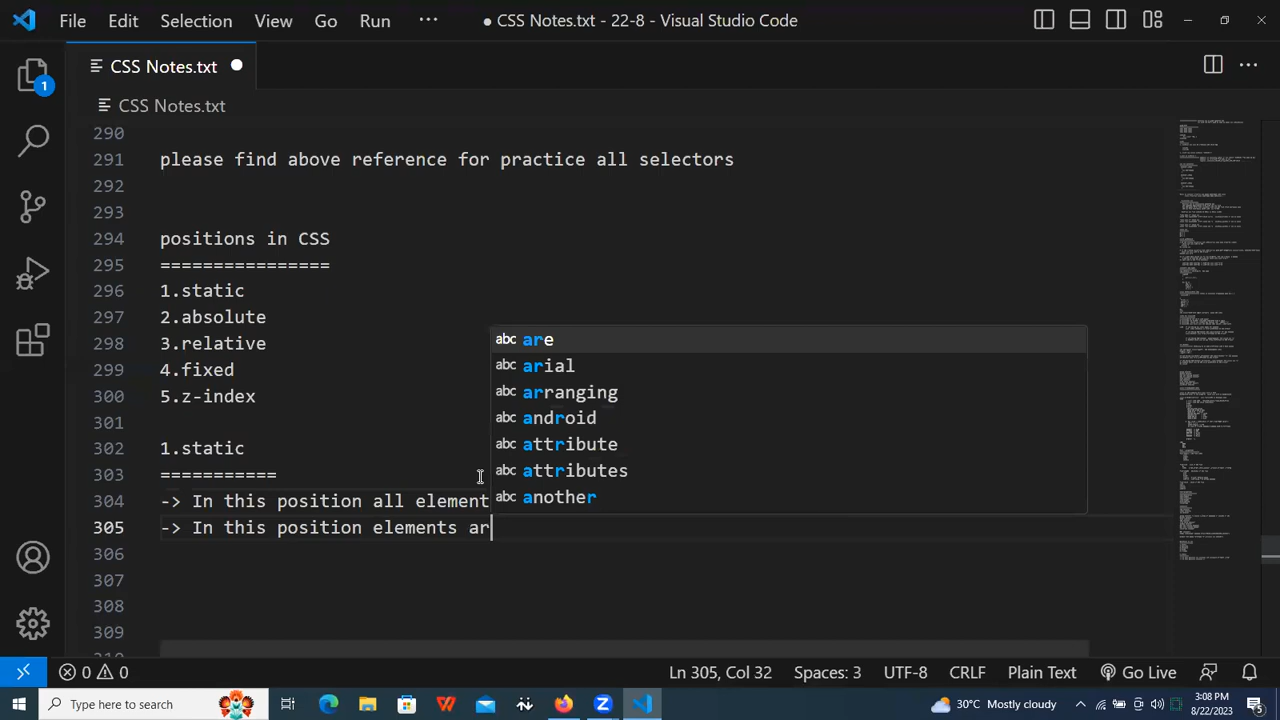 File Edit Selection View Go Run ··· ● CSS Notes.txt - 22-8 - Visual Studio Code
CSS Notes.txt
1
CSS Notes.txt
290
291 please find above reference for practice all selectors
292
293
294 positions in CSS
295 ================
296 1.static
297 2.absolute
298 3.relative
299 4.fixed
300 5.z-index
301
302 1.static
303 ===========
304 -> In this position all element
305 -> In this position elements ar
306
307
308
309
310
abc are
abc arial
abc arranging
abc android
abc attribute
abc attributes
abc another
0 0 Ln 305, Col 32 Spaces: 3 UTF-8 CRLF Plain Text Go Live
Type here to search 30°C Mostly cloudy 3:08 PM
8/22/2023 5